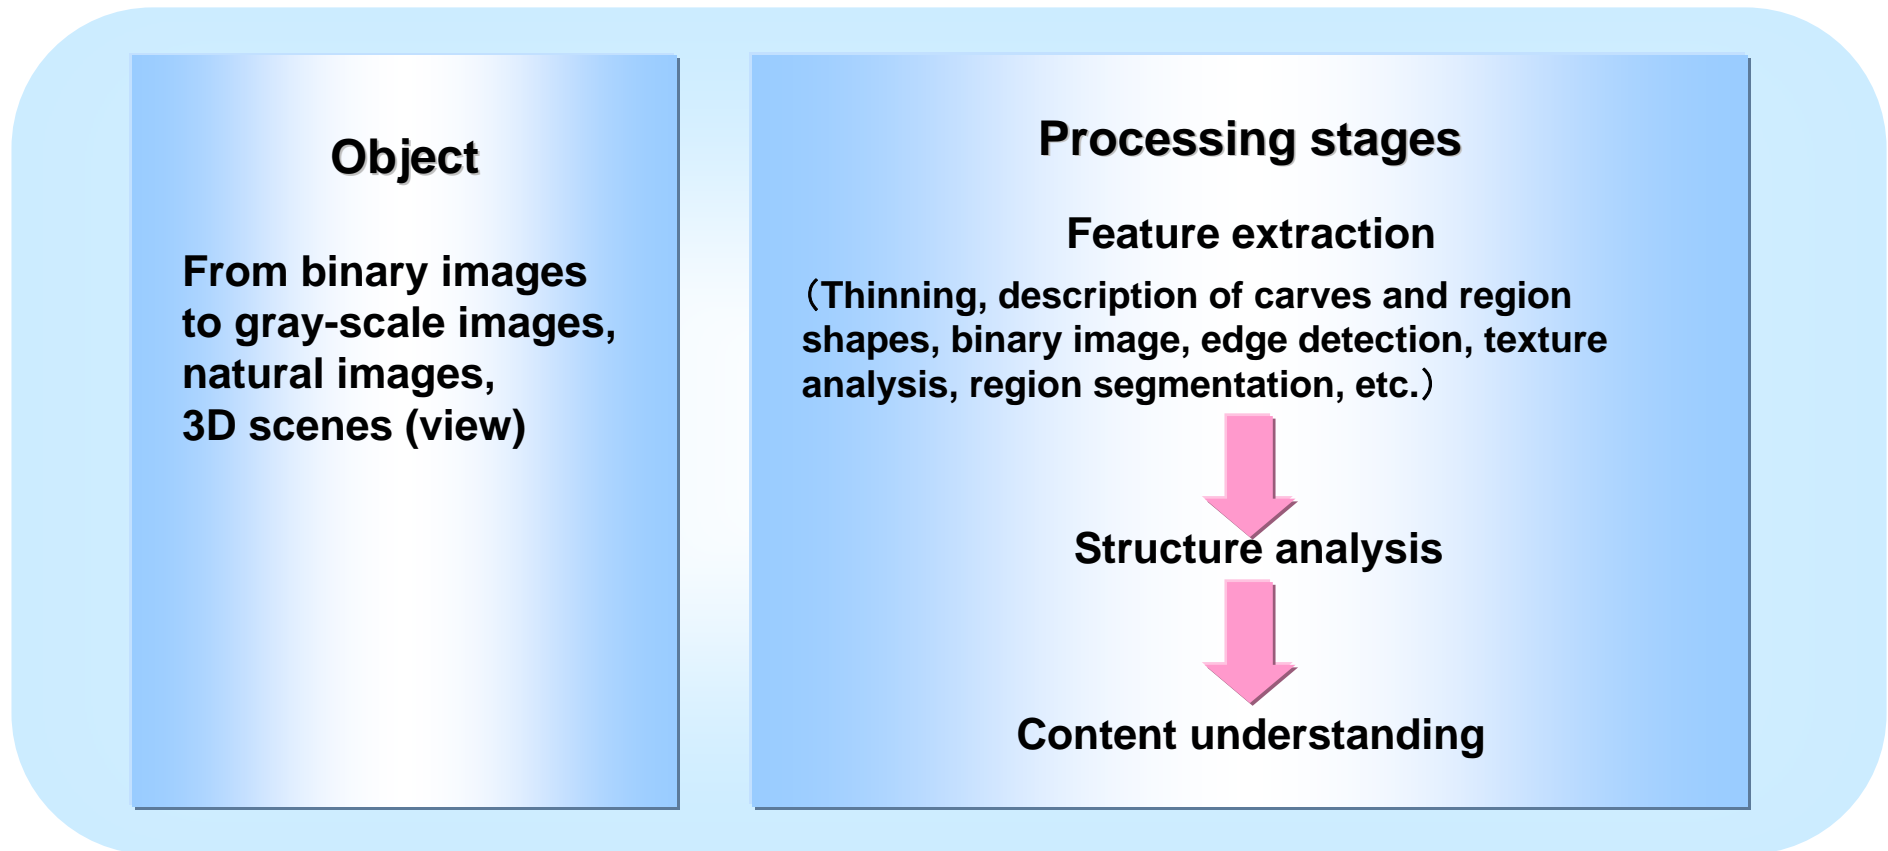 Object
From binary images
to gray-scale images,
natural images,
3D scenes (view)
Processing stages
Feature extraction
（Thinning, description of carves and region
shapes, binary image, edge detection, texture
analysis, region segmentation, etc.）
Structure analysis
Content understanding